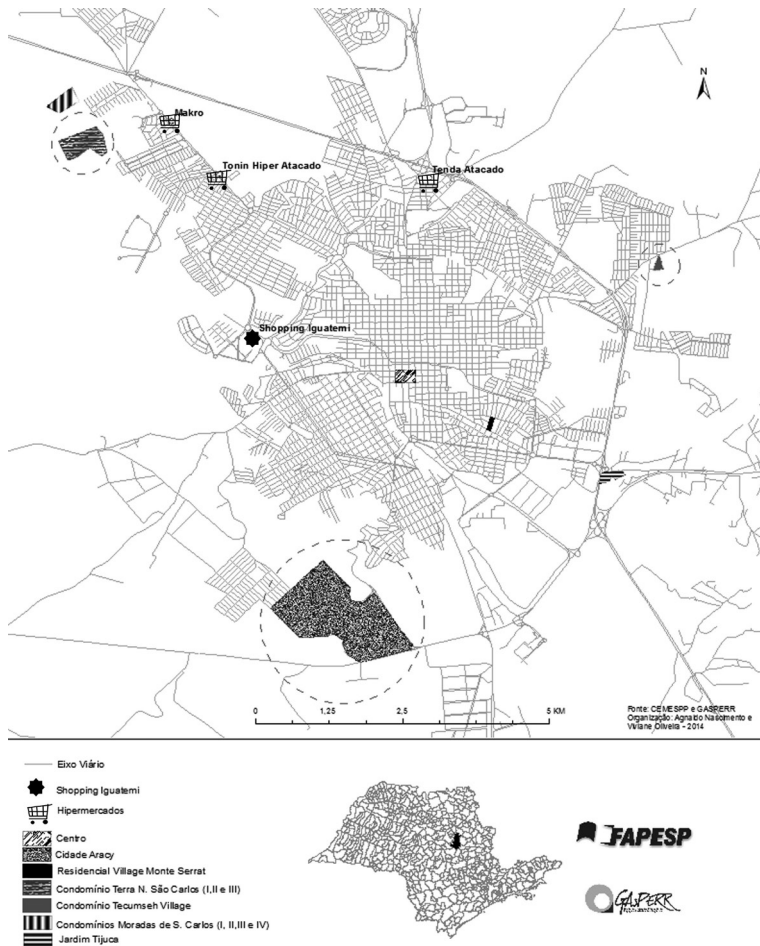 N
Makro
Tonin Hiper Atacado
Tenda Atacado
Shopping Iguatemi
0 1,25 2,5 5 KM
Fonte: CEMESPP e GASPERR
Organização: Agnaldo Nascimento e
Viviane Oliveira - 2014
Eixo Viário
Shopping Iguatemi
Hipermercados
Centro
Cidade Aracy
Residencial Village Monte Serrat
Condomínio Terra N. São Carlos (I,II e III)
Condomínio Tecumseh Village
Condomínios Moradas de S. Carlos (I, II,III e IV)
Jardim Tijuca
FAPESP
GASPERR